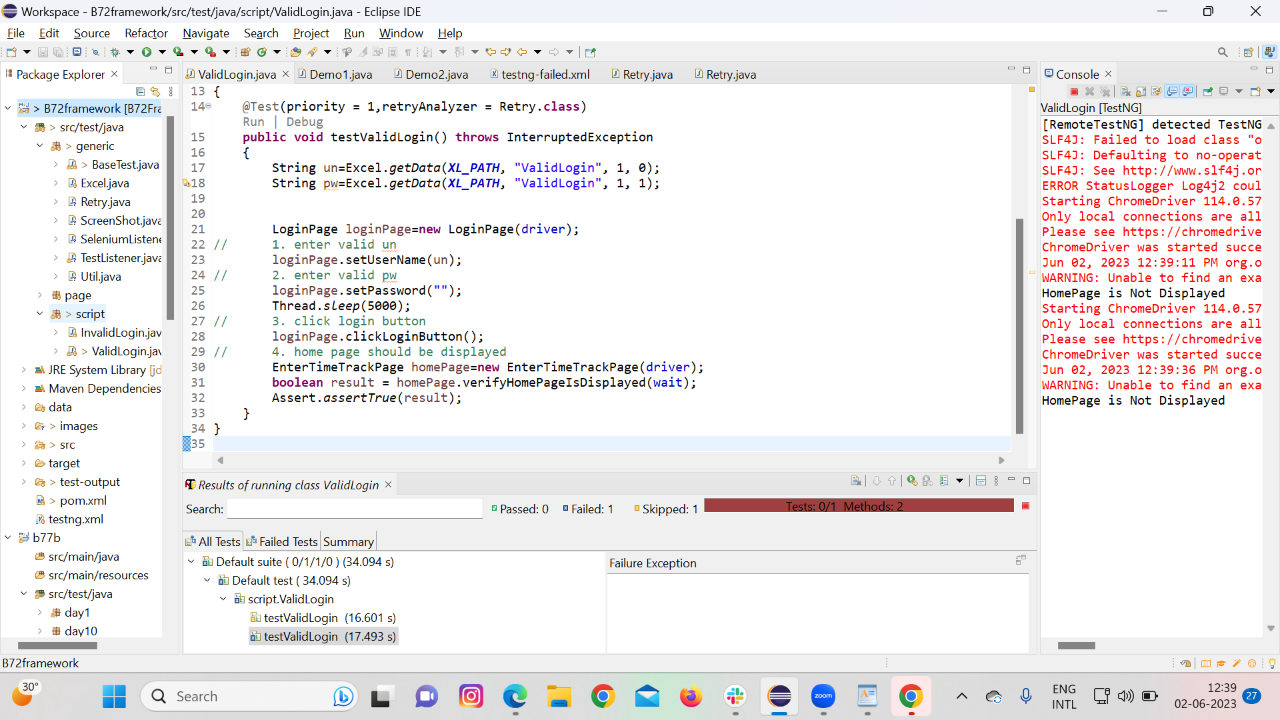 Workspace - B72framework/src/test/java/script/ValidLogin.java - Eclipse IDE
File Edit Source Refactor Navigate Search Project Run Window Help
Package Explorer
> B72framework [B72Fra
> src/test/java
> generic
> BaseTest.java
Excel.java
> Retry.java
> ScreenShot.java
> SeleniumListene
> TestListener.java
> Util.java
page
> script
> InvalidLogin.jav
> ValidLogin.jav
JRE System Library [jd
Maven Dependencies
data
> images
> src
target
> test-output
> pom.xml
testng.xml
b77b
src/main/java
src/main/resources
src/test/java
day1
day10
ValidLogin.java Demo1.java Demo2.java testng-failed.xml Retry.java Retry.java
13 {
14 @Test(priority = 1,retryAnalyzer = Retry.class)
Run | Debug
15 public void testValidLogin() throws InterruptedException
16 {
17 String un=Excel.getData(XL_PATH, "ValidLogin", 1, 0);
18 String pw=Excel.getData(XL_PATH, "ValidLogin", 1, 1);
19
20
21 LoginPage loginPage=new LoginPage(driver);
22 // 1. enter valid un
23 loginPage.setUserName(un);
24 // 2. enter valid pw
25 loginPage.setPassword("");
26 Thread.sleep(5000);
27 // 3. click login button
28 loginPage.clickLoginButton();
29 // 4. home page should be displayed
30 EnterTimeTrackPage homePage=new EnterTimeTrackPage(driver);
31 boolean result = homePage.verifyHomePageIsDisplayed(wait);
32 Assert.assertTrue(result);
33 }
34 }
35
Results of running class ValidLogin
Search: Passed: 0 Failed: 1 Skipped: 1 Tests: 0/1 Methods: 2
All Tests Failed Tests Summary
Default suite ( 0/1/1/0 ) (34.094 s)
Default test ( 34.094 s)
script.ValidLogin
testValidLogin (16.601 s)
testValidLogin (17.493 s)
Failure Exception
Console
ValidLogin [TestNG]
[RemoteTestNG] detected TestNG
SLF4J: Failed to load class "o
SLF4J: Defaulting to no-operat
SLF4J: See http://www.slf4j.or
ERROR StatusLogger Log4j2 coul
Starting ChromeDriver 114.0.57
Only local connections are all
Please see https://chromedrive
ChromeDriver was started succe
Jun 02, 2023 12:39:11 PM org.o
WARNING: Unable to find an exa
HomePage is Not Displayed
Starting ChromeDriver 114.0.57
Only local connections are all
Please see https://chromedrive
ChromeDriver was started succe
Jun 02, 2023 12:39:36 PM org.o
WARNING: Unable to find an exa
HomePage is Not Displayed
B72framework
30°
Search
zoom
ENG
INTL
12:39
02-06-2023
27